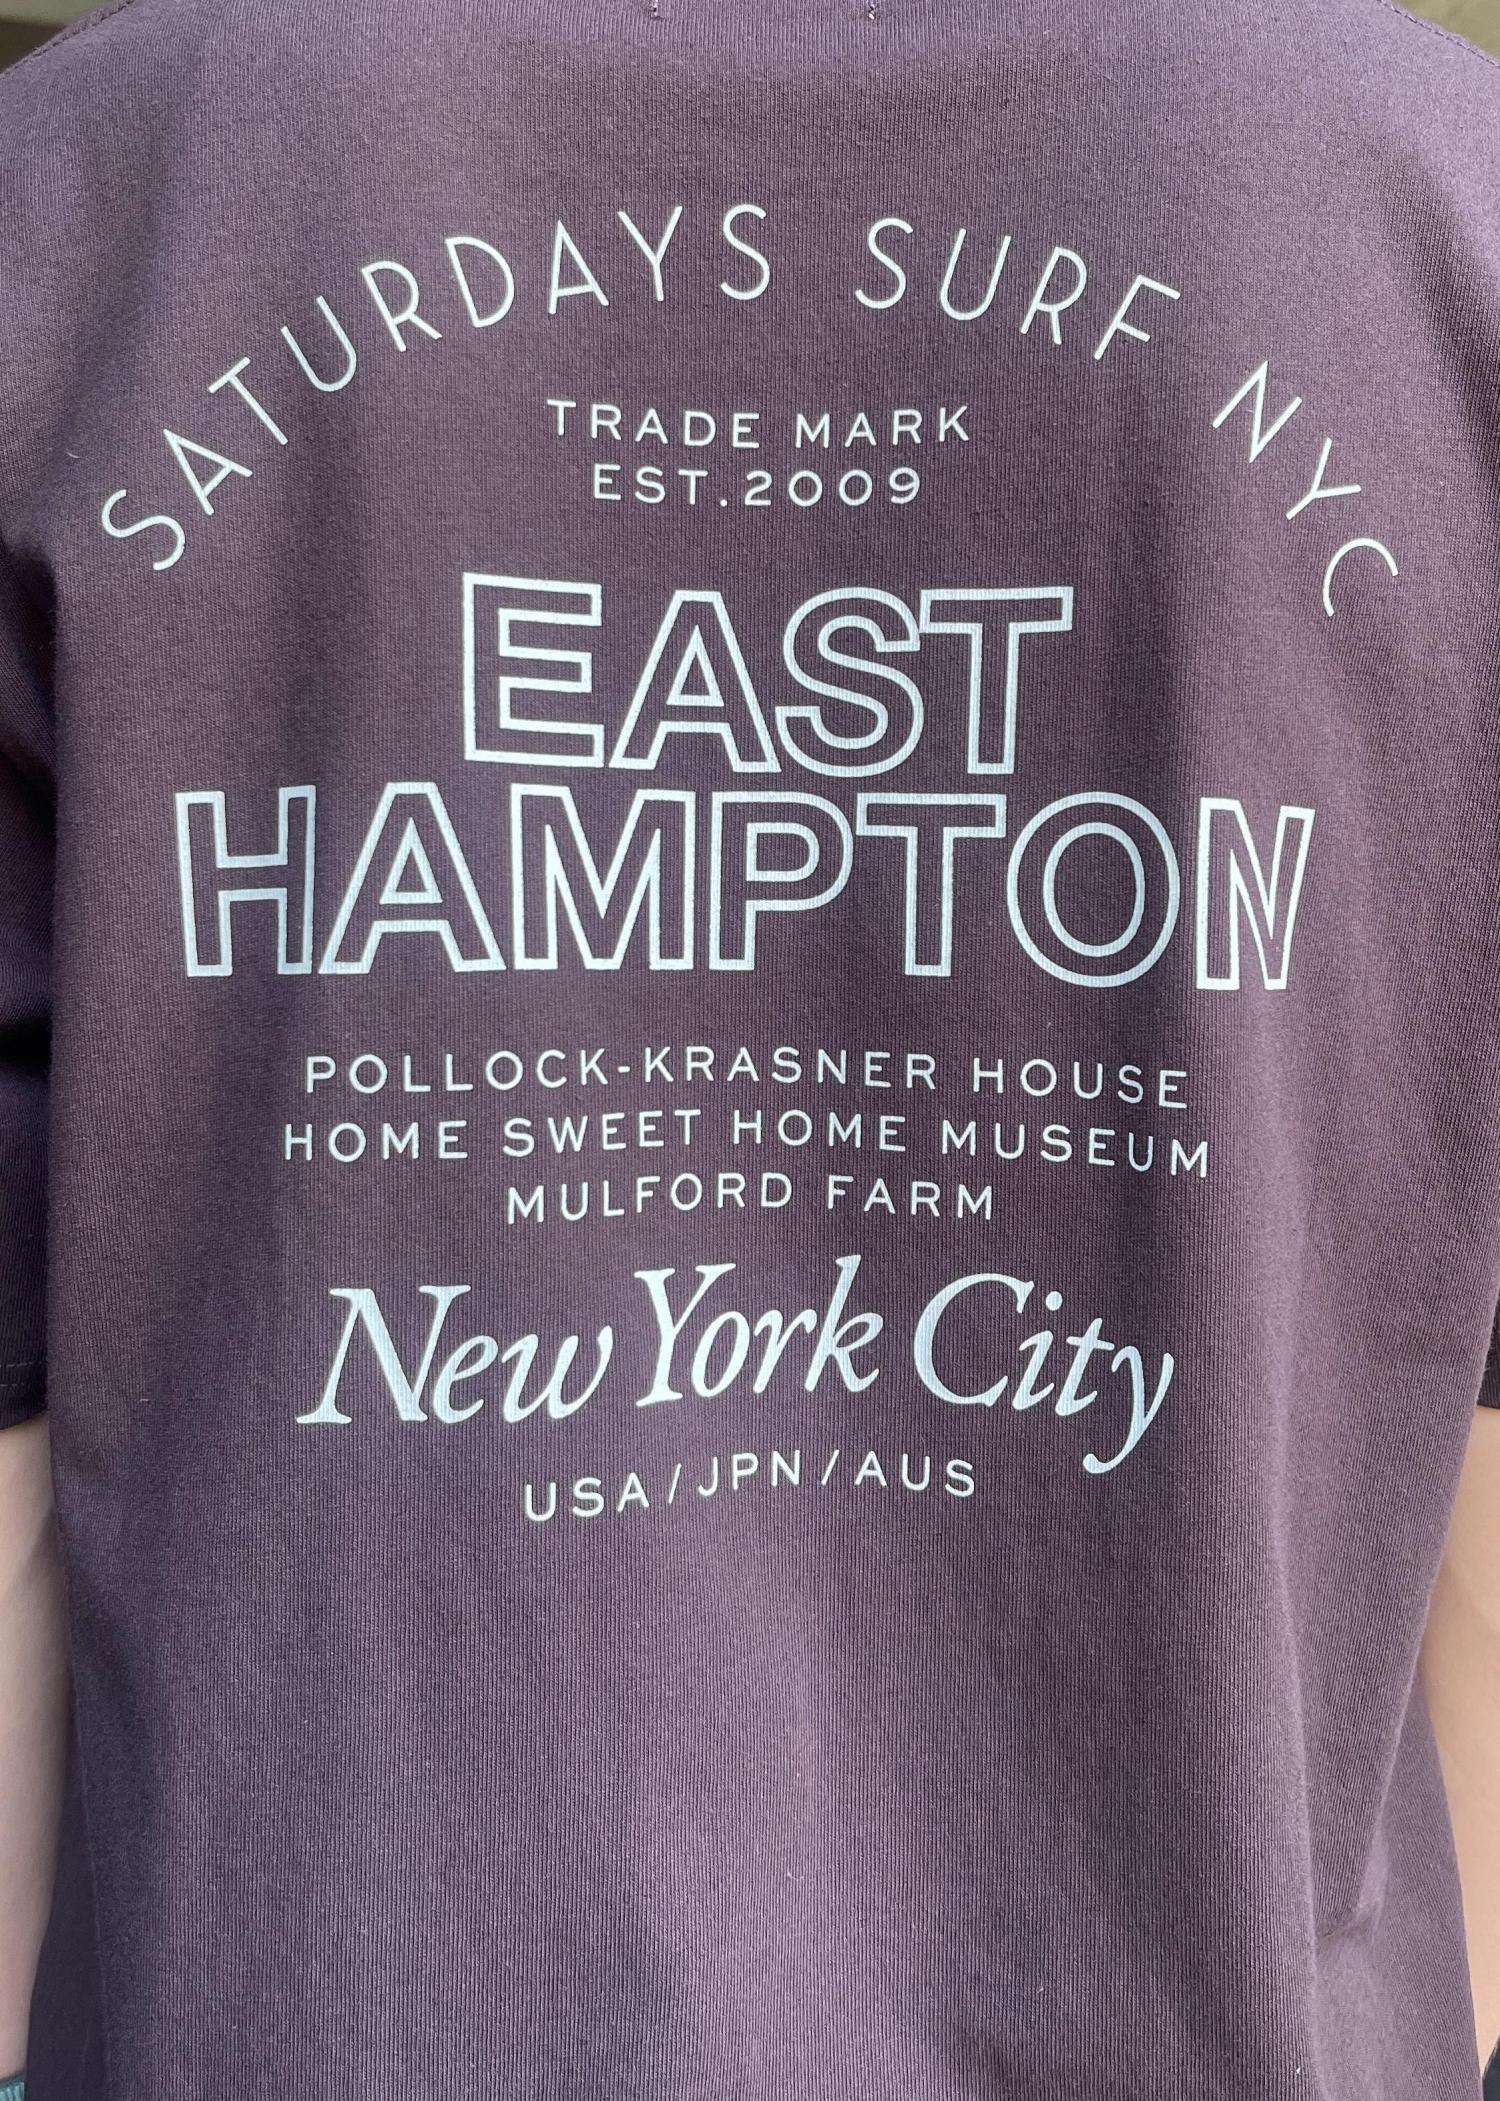 SATURDAYS SURF NYC
TRADE MARK
EST.2009
EAST
HAMPTON
POLLOCK-KRASNER HOUSE
HOME SWEET HOME MUSEUM
MULFORD FARM
New York City
USA/JPN/AUS